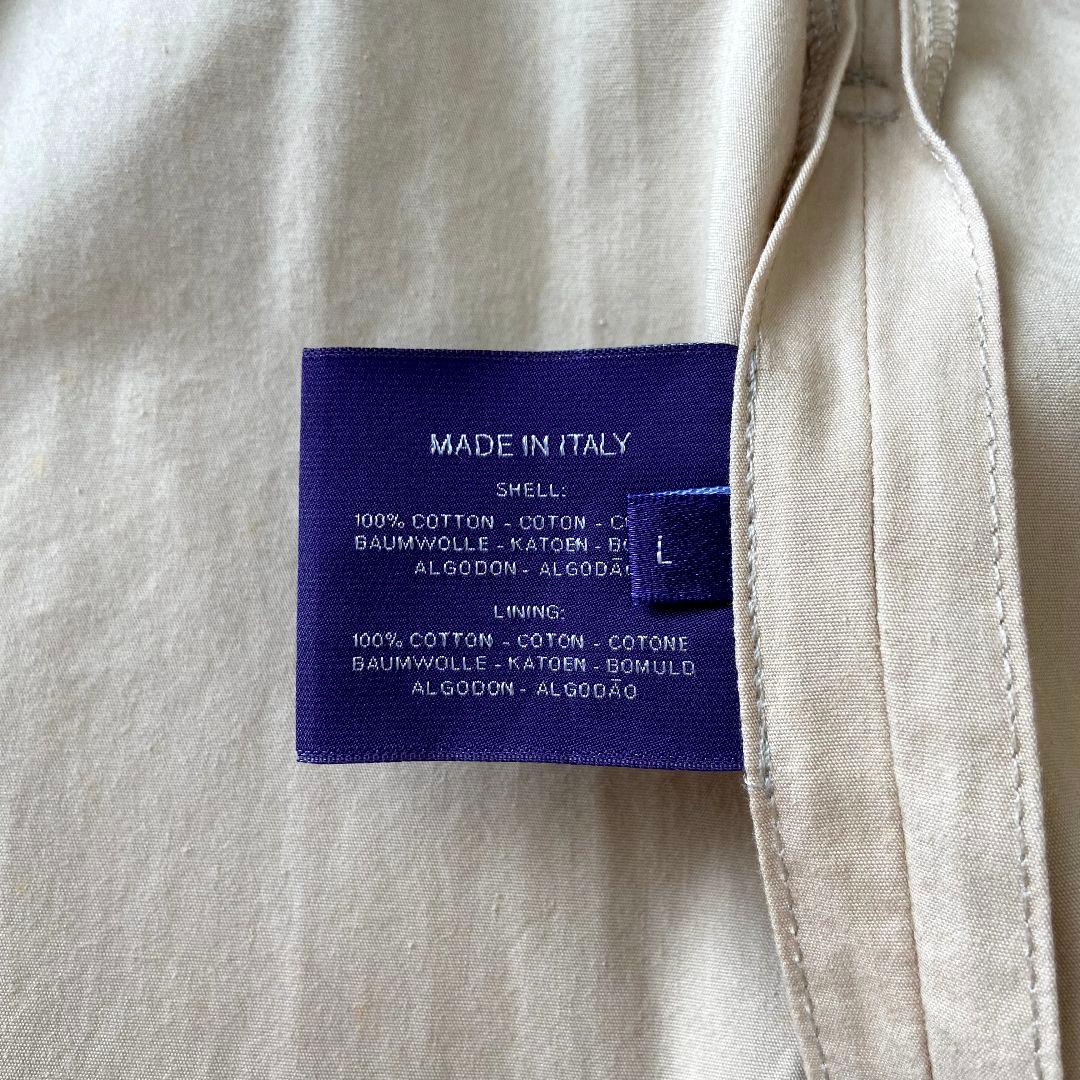 MADE IN ITALY
SHELL:
100% COTTON - COTON -
BAUMWOLLE - KATOEN -
ALGODON -
L
LINING:
100% COTTON - COTON - COTONE
BAUMWOLLE - KATOEN - BOMULD
ALGODON - ALGODÃO